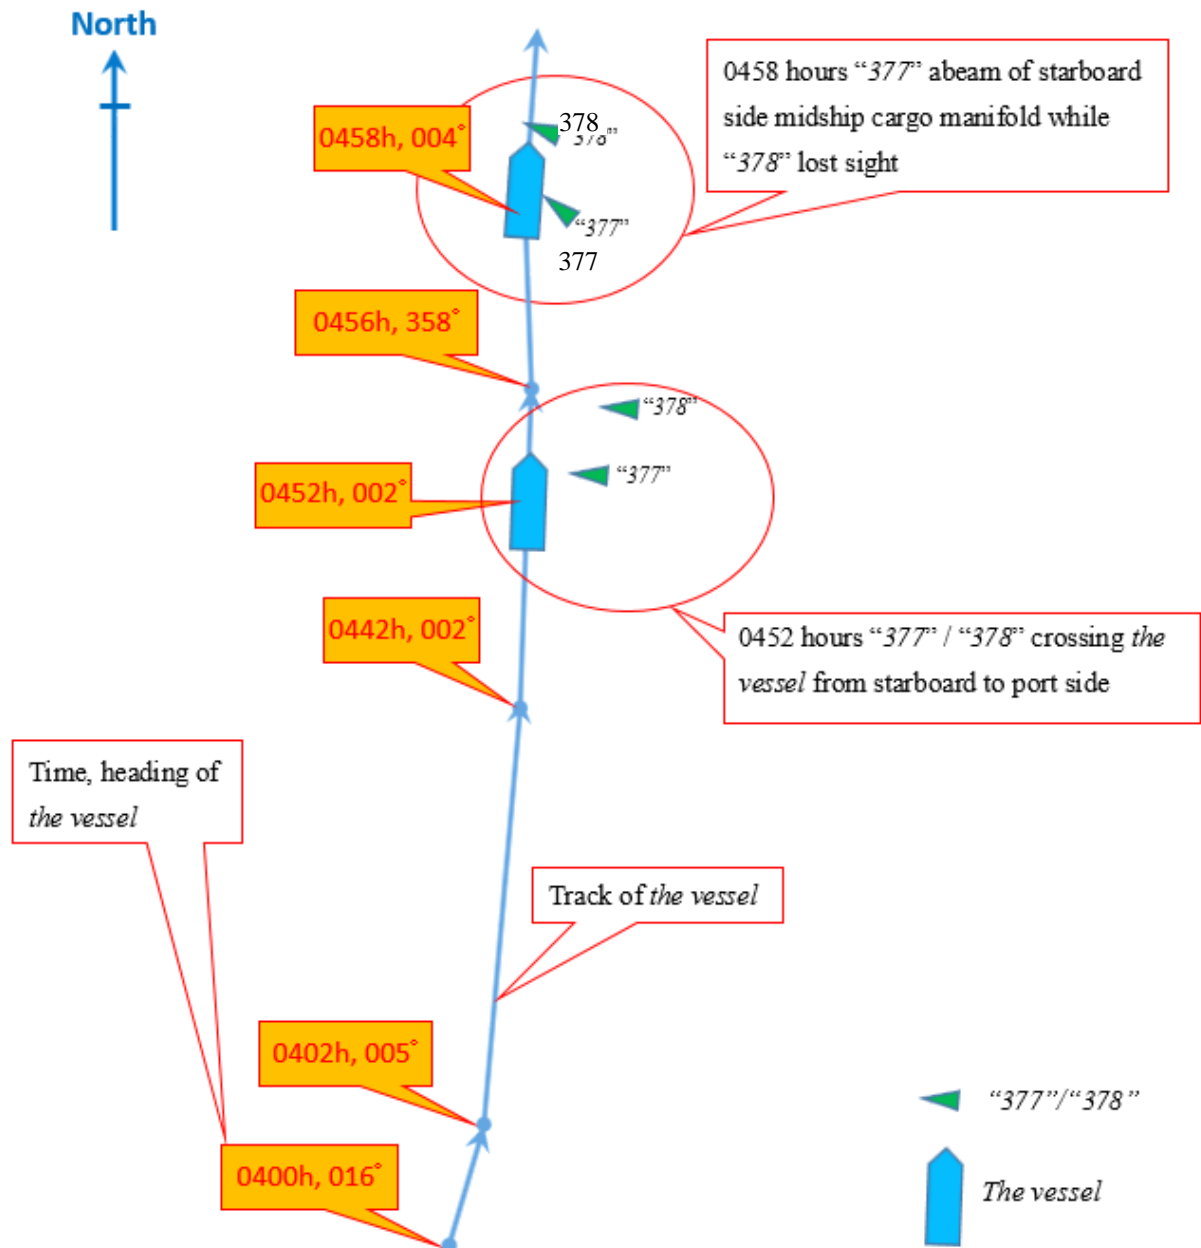 North
0458 hours “377” abeam of starboard
side midship cargo manifold while
“378” lost sight
0458h, 004°
378
“378”
“377”
377
0456h, 358°
“378”
0452h, 002°
“377”
0442h, 002°
0452 hours “377” / “378” crossing the
vessel from starboard to port side
Time, heading of
the vessel
Track of the vessel
0402h, 005°
“377”/“378”
0400h, 016°
The vessel